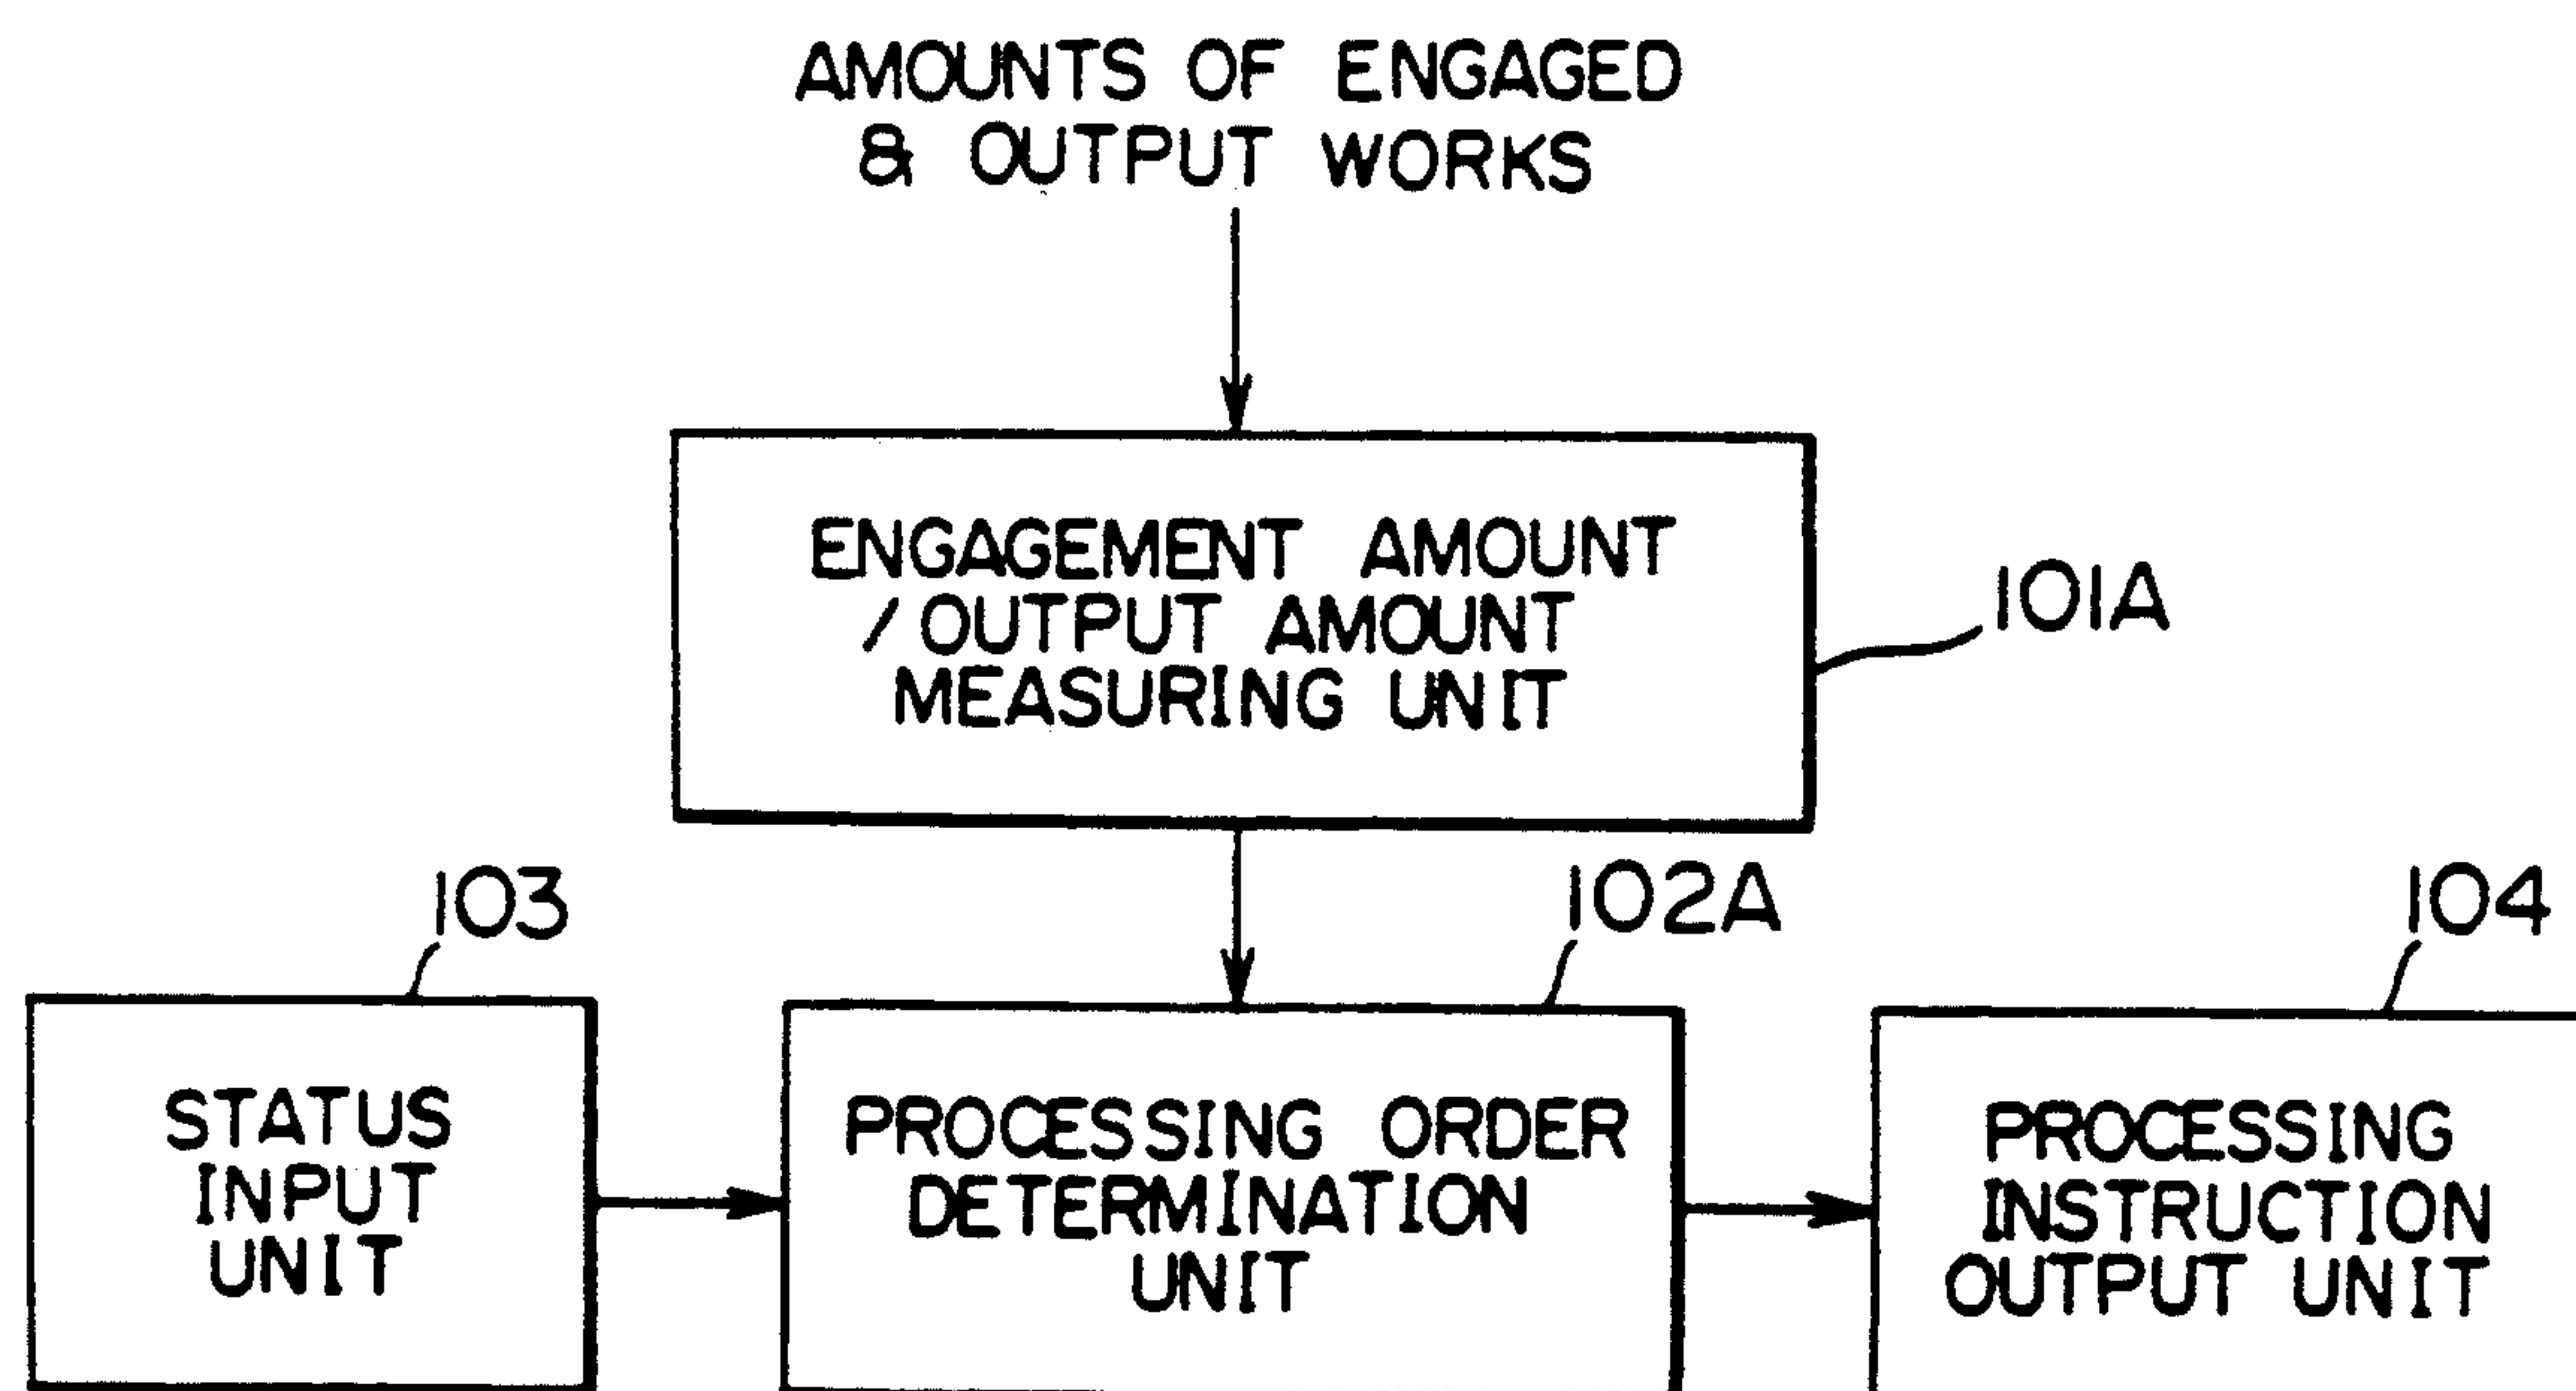 AMOUNTS OF ENGAGED
& OUTPUT WORKS
ENGAGEMENT AMOUNT
/OUTPUT AMOUNT
MEASURING UNIT
101A
103
102A
104
STATUS
INPUT
UNIT
PROCESSING ORDER
DETERMINATION
UNIT
PROCESSING
INSTRUCTION
OUTPUT UNIT